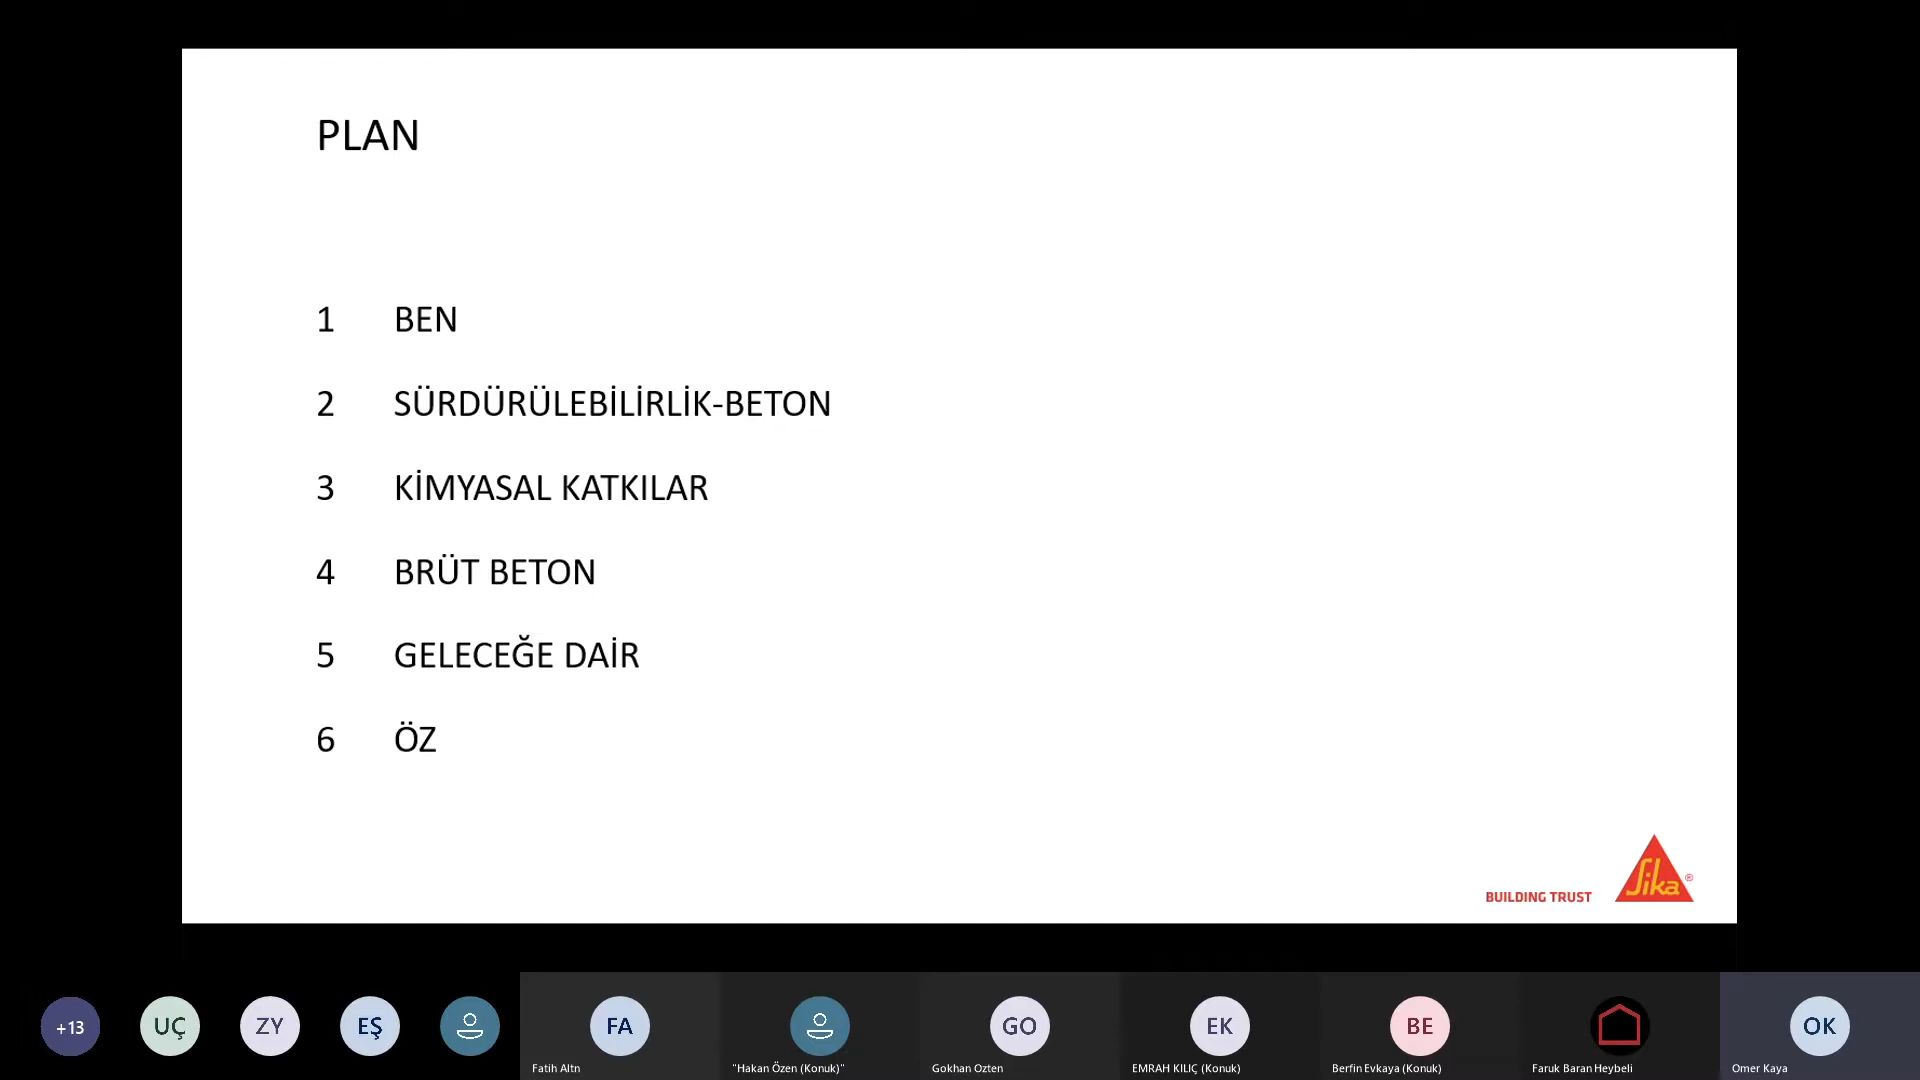 PLAN
1 BEN
2 SÜRDÜRÜLEBİLİRLİK-BETON
3 KİMYASAL KATKILAR
4 BRÜT BETON
5 GELECEĞE DAİR
6 ÖZ
BUILDING TRUST
Sika®
+13
UÇ
ZY
EŞ
FA
GO
EK
BE
OK
Fatih Altn
"Hakan Özen (Konuk)"
Gokhan Ozten
EMRAH KILIÇ (Konuk)
Berfin Evkaya (Konuk)
Faruk Baran Heybeli
Omer Kaya